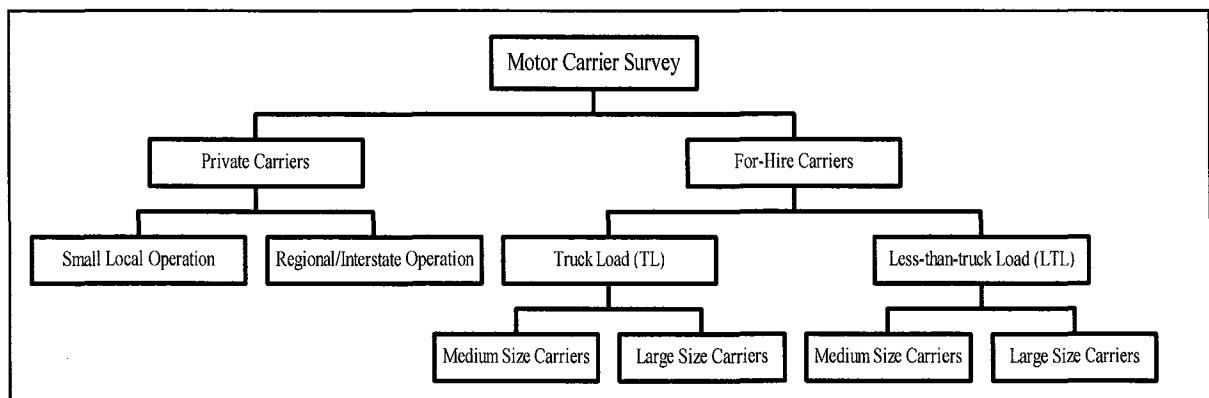 Motor Carrier Survey
Private Carriers
For-Hire Carriers
Small Local Operation
Regional/Interstate Operation
Truck Load (TL)
Less-than-truck Load (LTL)
Medium Size Carriers
Large Size Carriers
Medium Size Carriers
Large Size Carriers